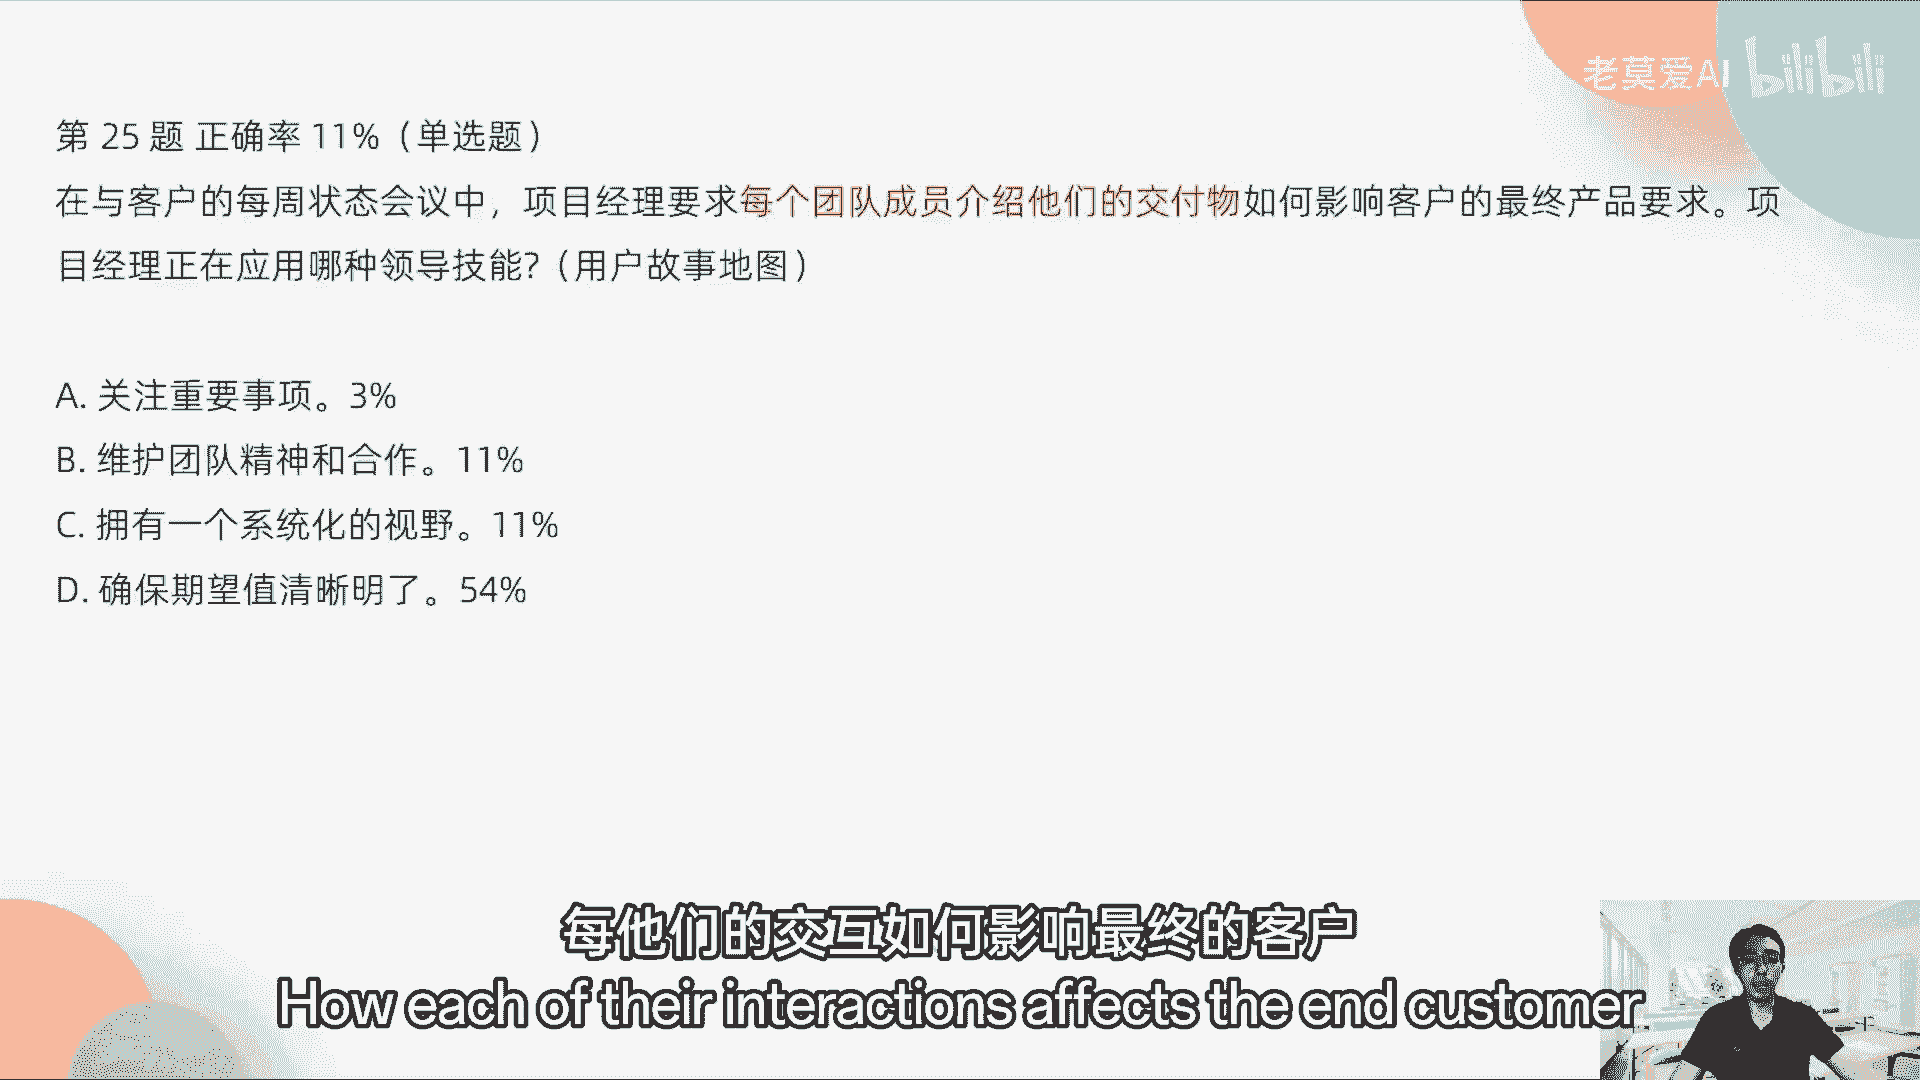 老莫爱AI bilibili
第 25 题 正确率 11%（单选题）
在与客户的每周状态会议中，项目经理要求每个团队成员介绍他们的交付物如何影响客户的最终产品要求。项
目经理正在应用哪种领导技能?（用户故事地图）
A. 关注重要事项。3%
B. 维护团队精神和合作。11%
C. 拥有一个系统化的视野。11%
D. 确保期望值清晰明了。54%
每他们的交互如何影响最终的客户
How each of their interactions affects the end customer